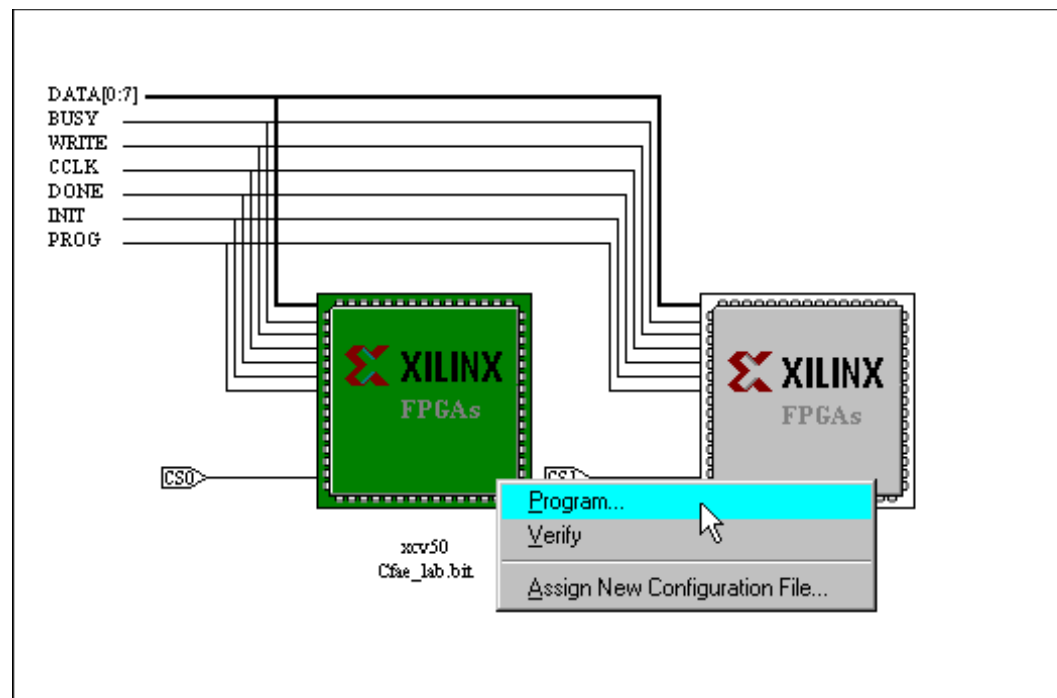 DATA[0:7]
BUSY
WRITE
CCLK
DONE
INIT
PROG
XILINX
FPGAs
XILINX
FPGAs
CS0
CS1
xcv50
Cfae_lab.bit
Program...
Verify
Assign New Configuration File...